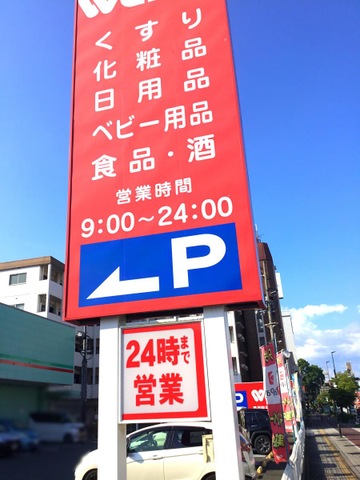 くすり
化粧品
日用品
ベビー用品
食品・酒
営業時間
9:00～24:00
P
24時まで
営業
P